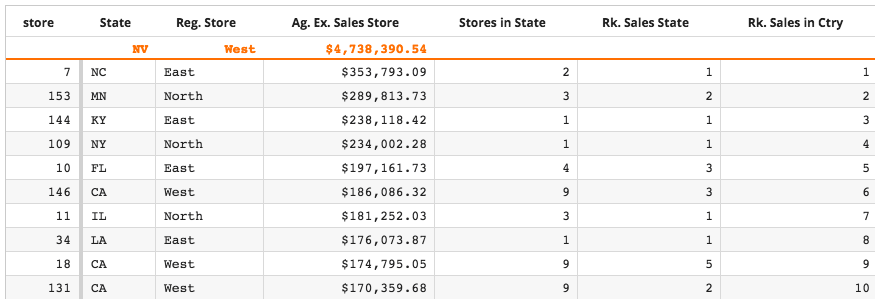 store State Reg. Store Ag. Ex. Sales Store Stores in State Rk. Sales State Rk. Sales in Ctry
NV West $4,738,390.54
7 NC East $353,793.09 2 1 1
153 MN North $289,813.73 3 2 2
144 KY East $238,118.42 1 1 3
109 NY North $234,002.28 1 1 4
10 FL East $197,161.73 4 3 5
146 CA West $186,086.32 9 3 6
11 IL North $181,252.03 3 1 7
34 LA East $176,073.87 1 1 8
18 CA West $174,795.05 9 5 9
131 CA West $170,359.68 9 2 10